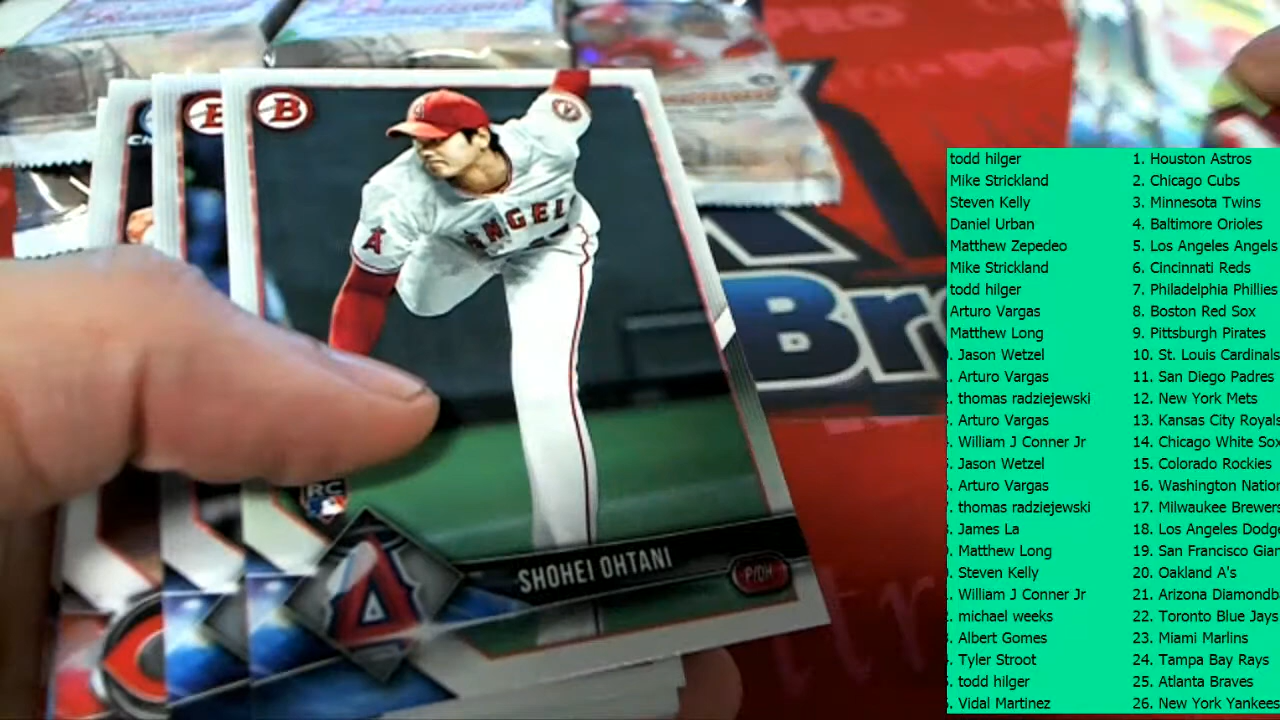 B
B
ANGEL
A
RC
SHOHEI OHTANI
P/DH
A
C
Br
todd hilger 1. Houston Astros
Mike Strickland 2. Chicago Cubs
Steven Kelly 3. Minnesota Twins
Daniel Urban 4. Baltimore Orioles
Matthew Zepedeo 5. Los Angeles Angels
Mike Strickland 6. Cincinnati Reds
todd hilger 7. Philadelphia Phillies
Arturo Vargas 8. Boston Red Sox
Matthew Long 9. Pittsburgh Pirates
. Jason Wetzel 10. St. Louis Cardinals
. Arturo Vargas 11. San Diego Padres
. thomas radziejewski 12. New York Mets
. Arturo Vargas 13. Kansas City Royals
. William J Conner Jr 14. Chicago White Sox
. Jason Wetzel 15. Colorado Rockies
. Arturo Vargas 16. Washington Nation
. thomas radziejewski 17. Milwaukee Brewers
. James La 18. Los Angeles Dodge
. Matthew Long 19. San Francisco Gian
. Steven Kelly 20. Oakland A's
. William J Conner Jr 21. Arizona Diamondb
. michael weeks 22. Toronto Blue Jays
. Albert Gomes 23. Miami Marlins
. Tyler Stroot 24. Tampa Bay Rays
. todd hilger 25. Atlanta Braves
. Vidal Martinez 26. New York Yankees